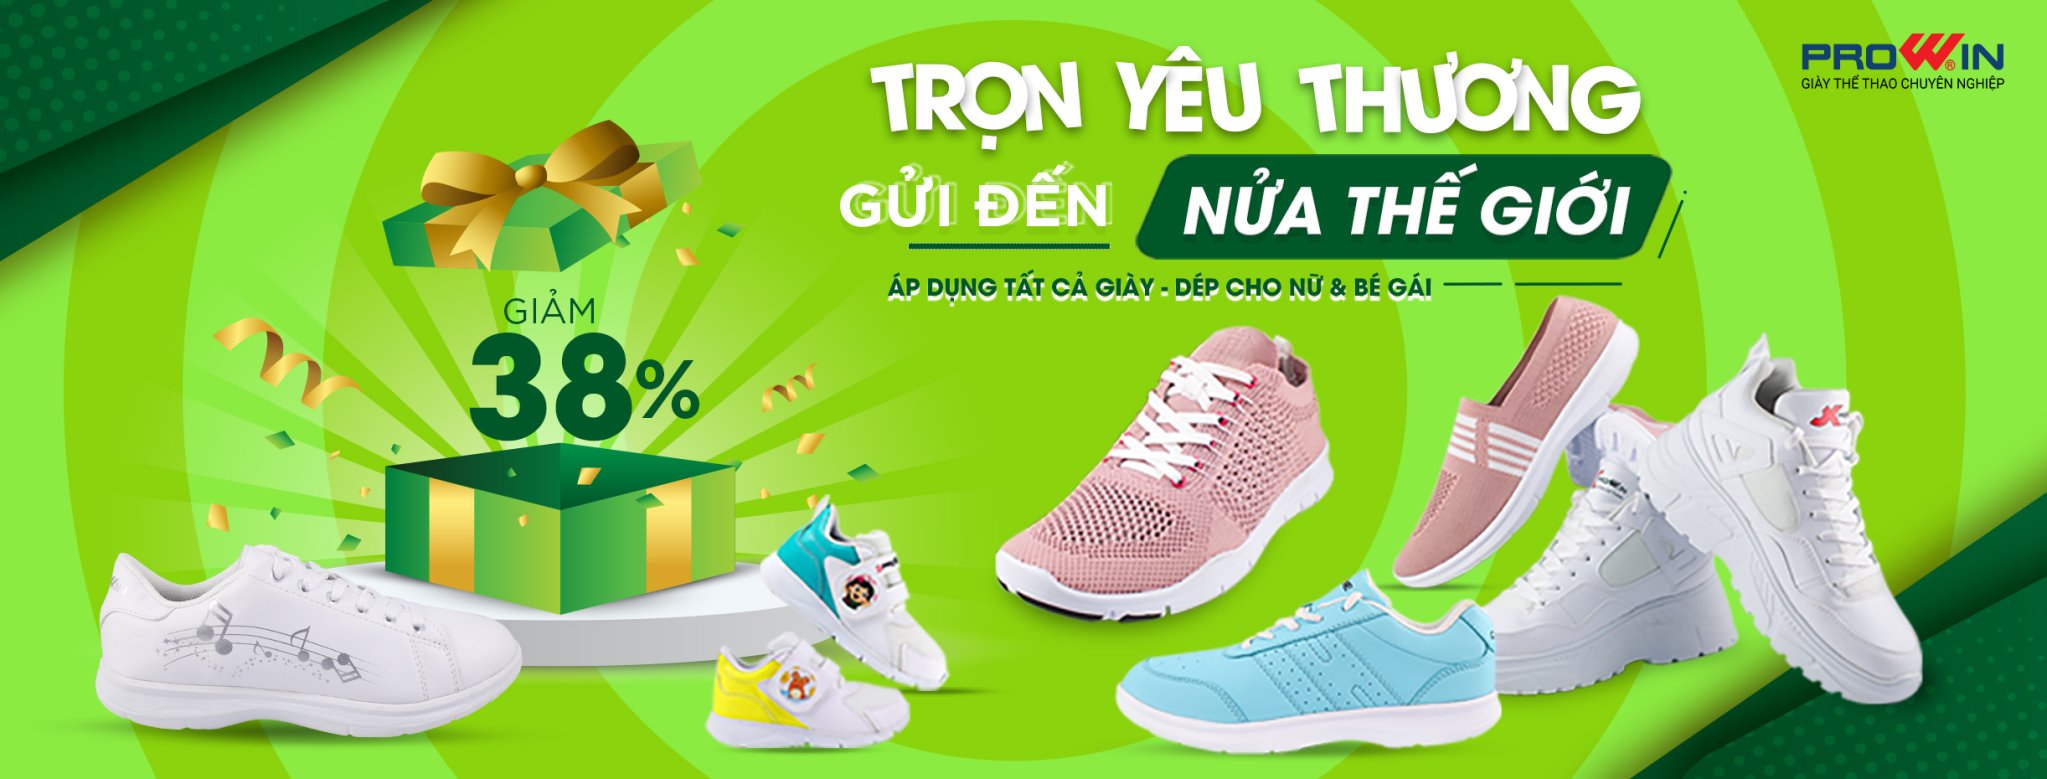 PROWIN®
GIÀY THỂ THAO CHUYÊN NGHIỆP
TRỌN YÊU THƯƠNG
GỬI ĐẾN NỬA THẾ GIỚI
ÁP DỤNG TẤT CẢ GIÀY - DÉP CHO NỮ & BÉ GÁI
GIẢM
38%